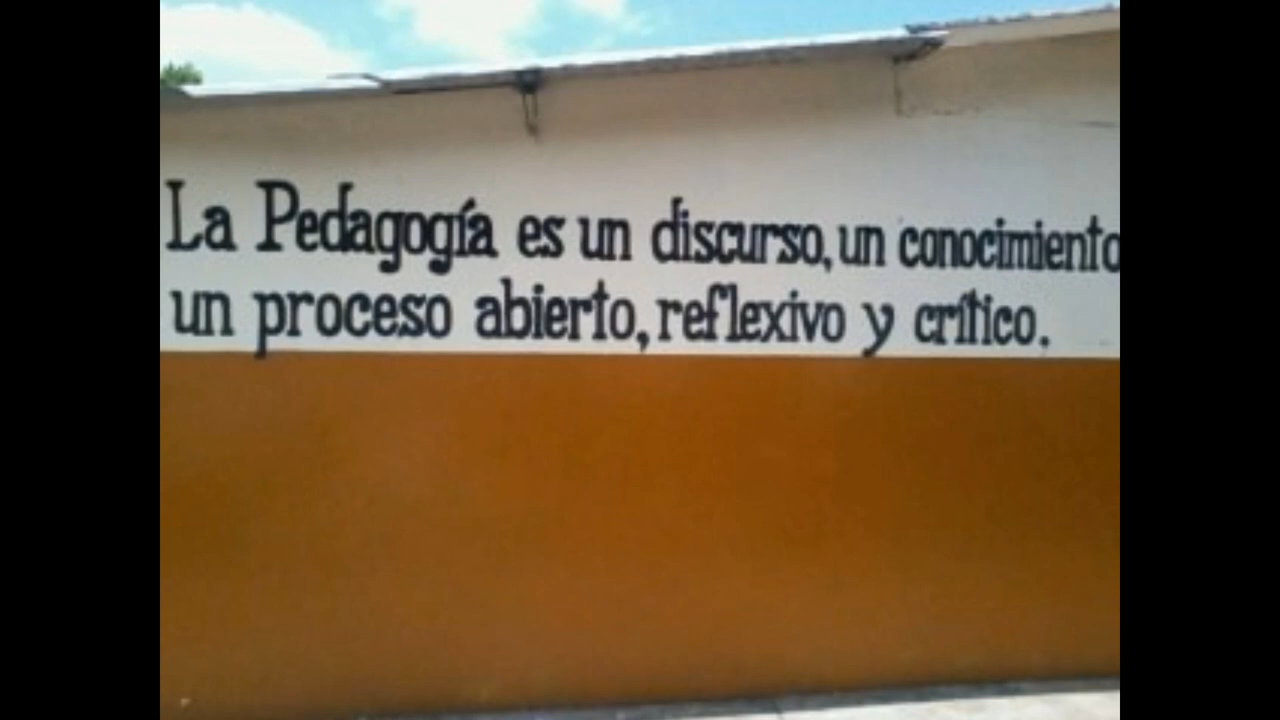 La Pedagogía es un discurso, un conocimiento
un proceso abierto, reflexivo y crítico.